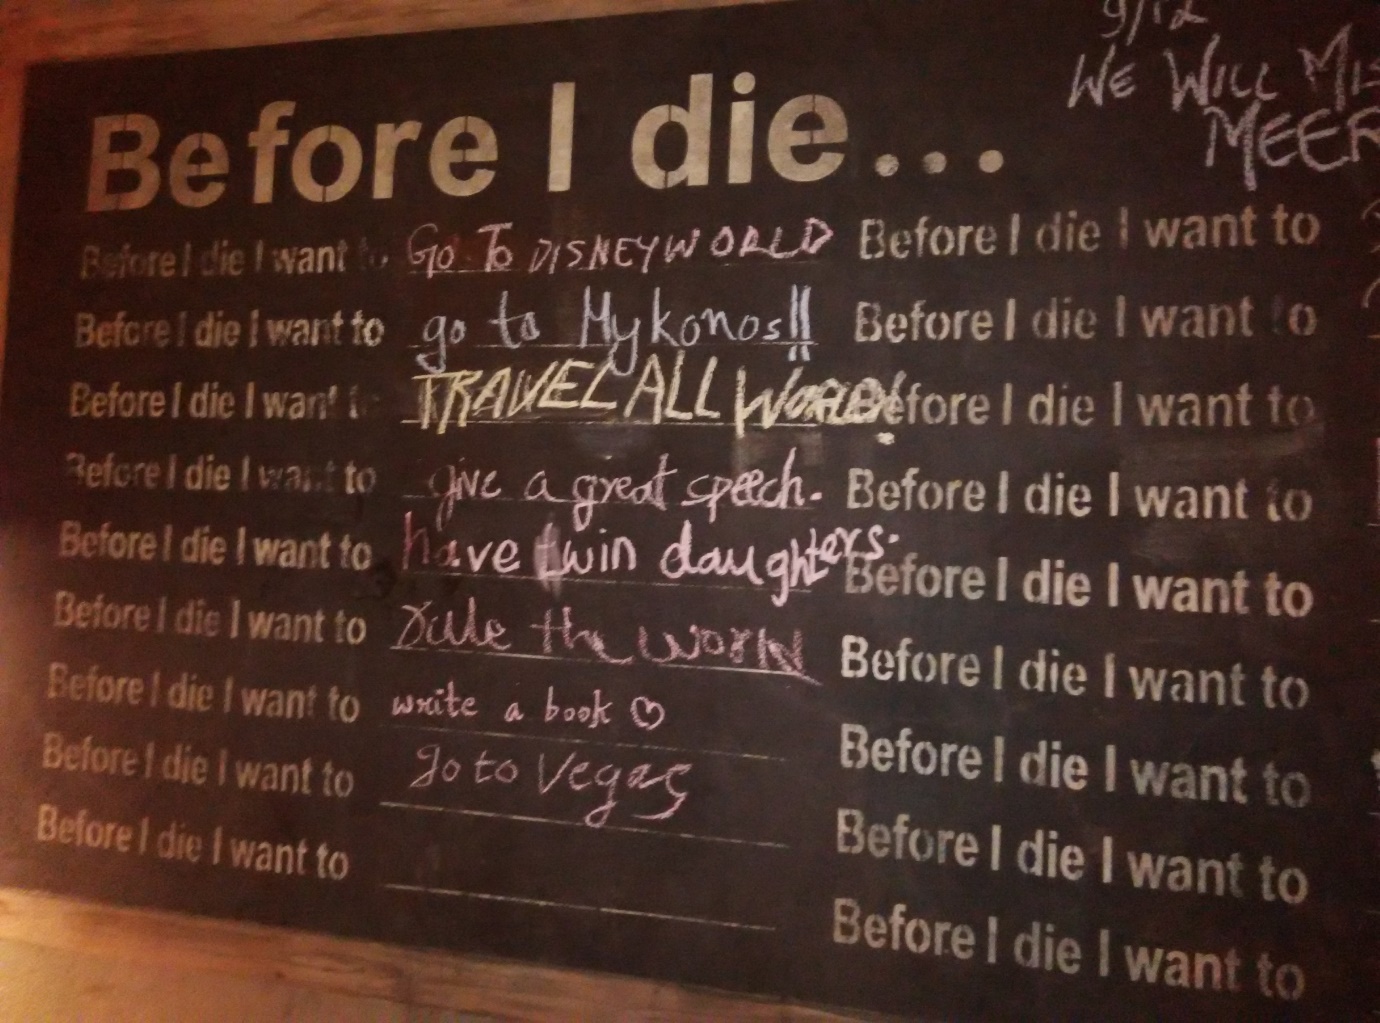 9/12
WE WILL MIS
MEER
Before I die...
Before I die I want to GO TO DISNEYWORLD
Before I die I want to go to Mykonos!!
Before I die I want to TRAVEL ALL WORLD!
Before I die I want to give a great speech.
Before I die I want to have twin daughters.
Before I die I want to rule the world
Before I die I want to write a book ♡
Before I die I want to go to Vegas
Before I die I want to
Before I die I want to
Before I die I want to
Before I die I want to
Before I die I want to
Before I die I want to
Before I die I want to
Before I die I want to
Before I die I want to
Before I die I want to